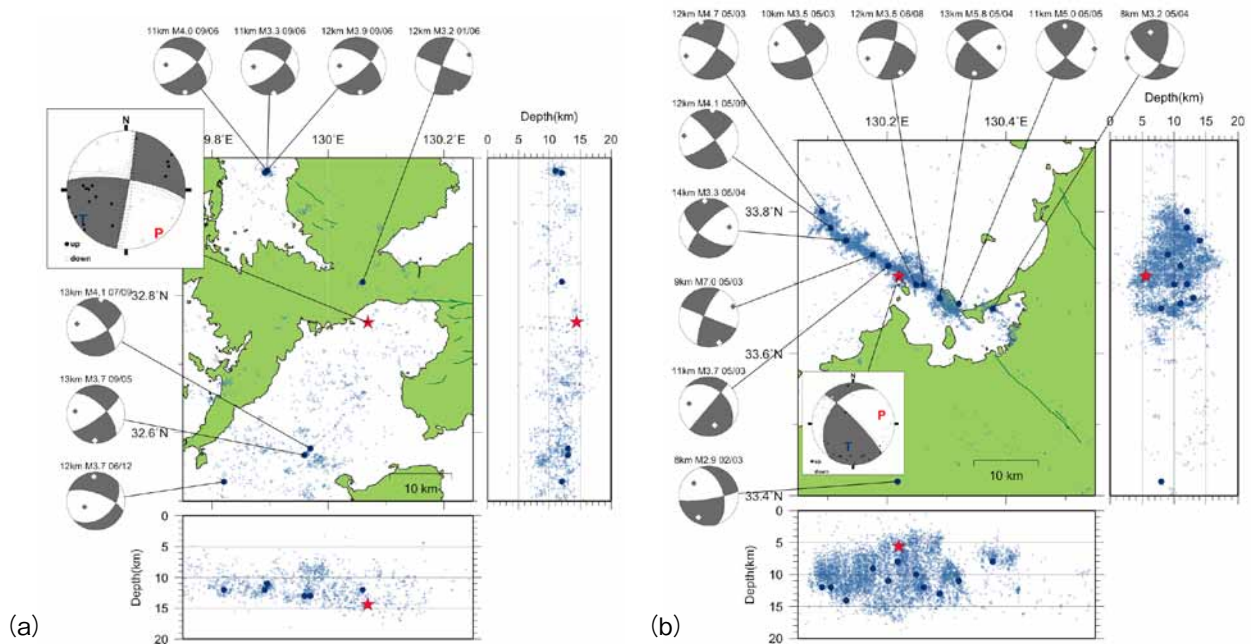 11km M4.0 09/06
11km M3.3 09/06
12km M3.9 09/06
12km M3.2 01/06
Depth(km)
0 5 10 15 20
9.8˚E
130.0˚E
130.2˚E
N
T
P
up
down
32.8˚N
32.6˚N
13km M4.1 07/09
13km M3.7 09/05
12km M3.7 06/12
10 km
Depth(km)
0
5
10
15
20
(a)
12km M4.7 05/03
10km M3.5 05/03
12km M3.5 06/08
13km M5.8 05/04
11km M5.0 05/05
8km M3.2 05/04
Depth(km)
0 5 10 15 20
130.2˚E
130.4˚E
12km M4.1 05/09
14km M3.3 05/04
9km M7.0 05/03
11km M3.7 05/03
8km M2.9 02/03
33.8˚N
33.6˚N
33.4˚N
N
P
T
up
down
10 km
Depth(km)
0
5
10
15
20
(b)